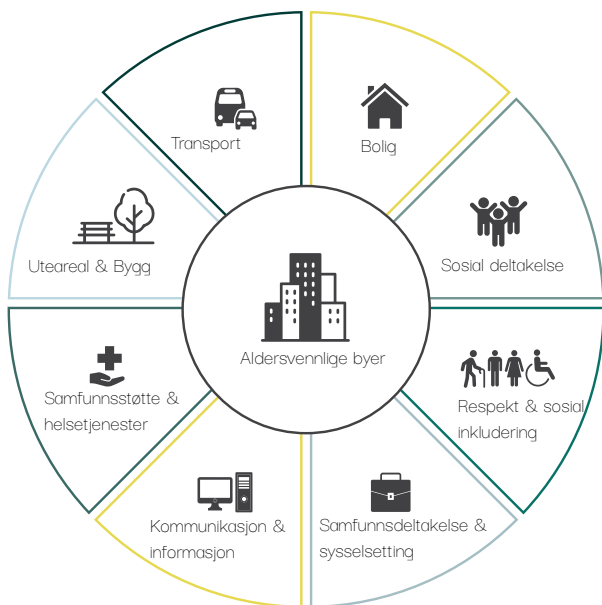 Transport
Bolig
Uteareal & Bygg
Sosial deltakelse
Aldersvennlige byer
Samfunnsstøtte &
helsetjenester
Respekt & sosial
inkludering
Kommunikasjon &
informasjon
Samfunnsdeltakelse &
sysselsetting